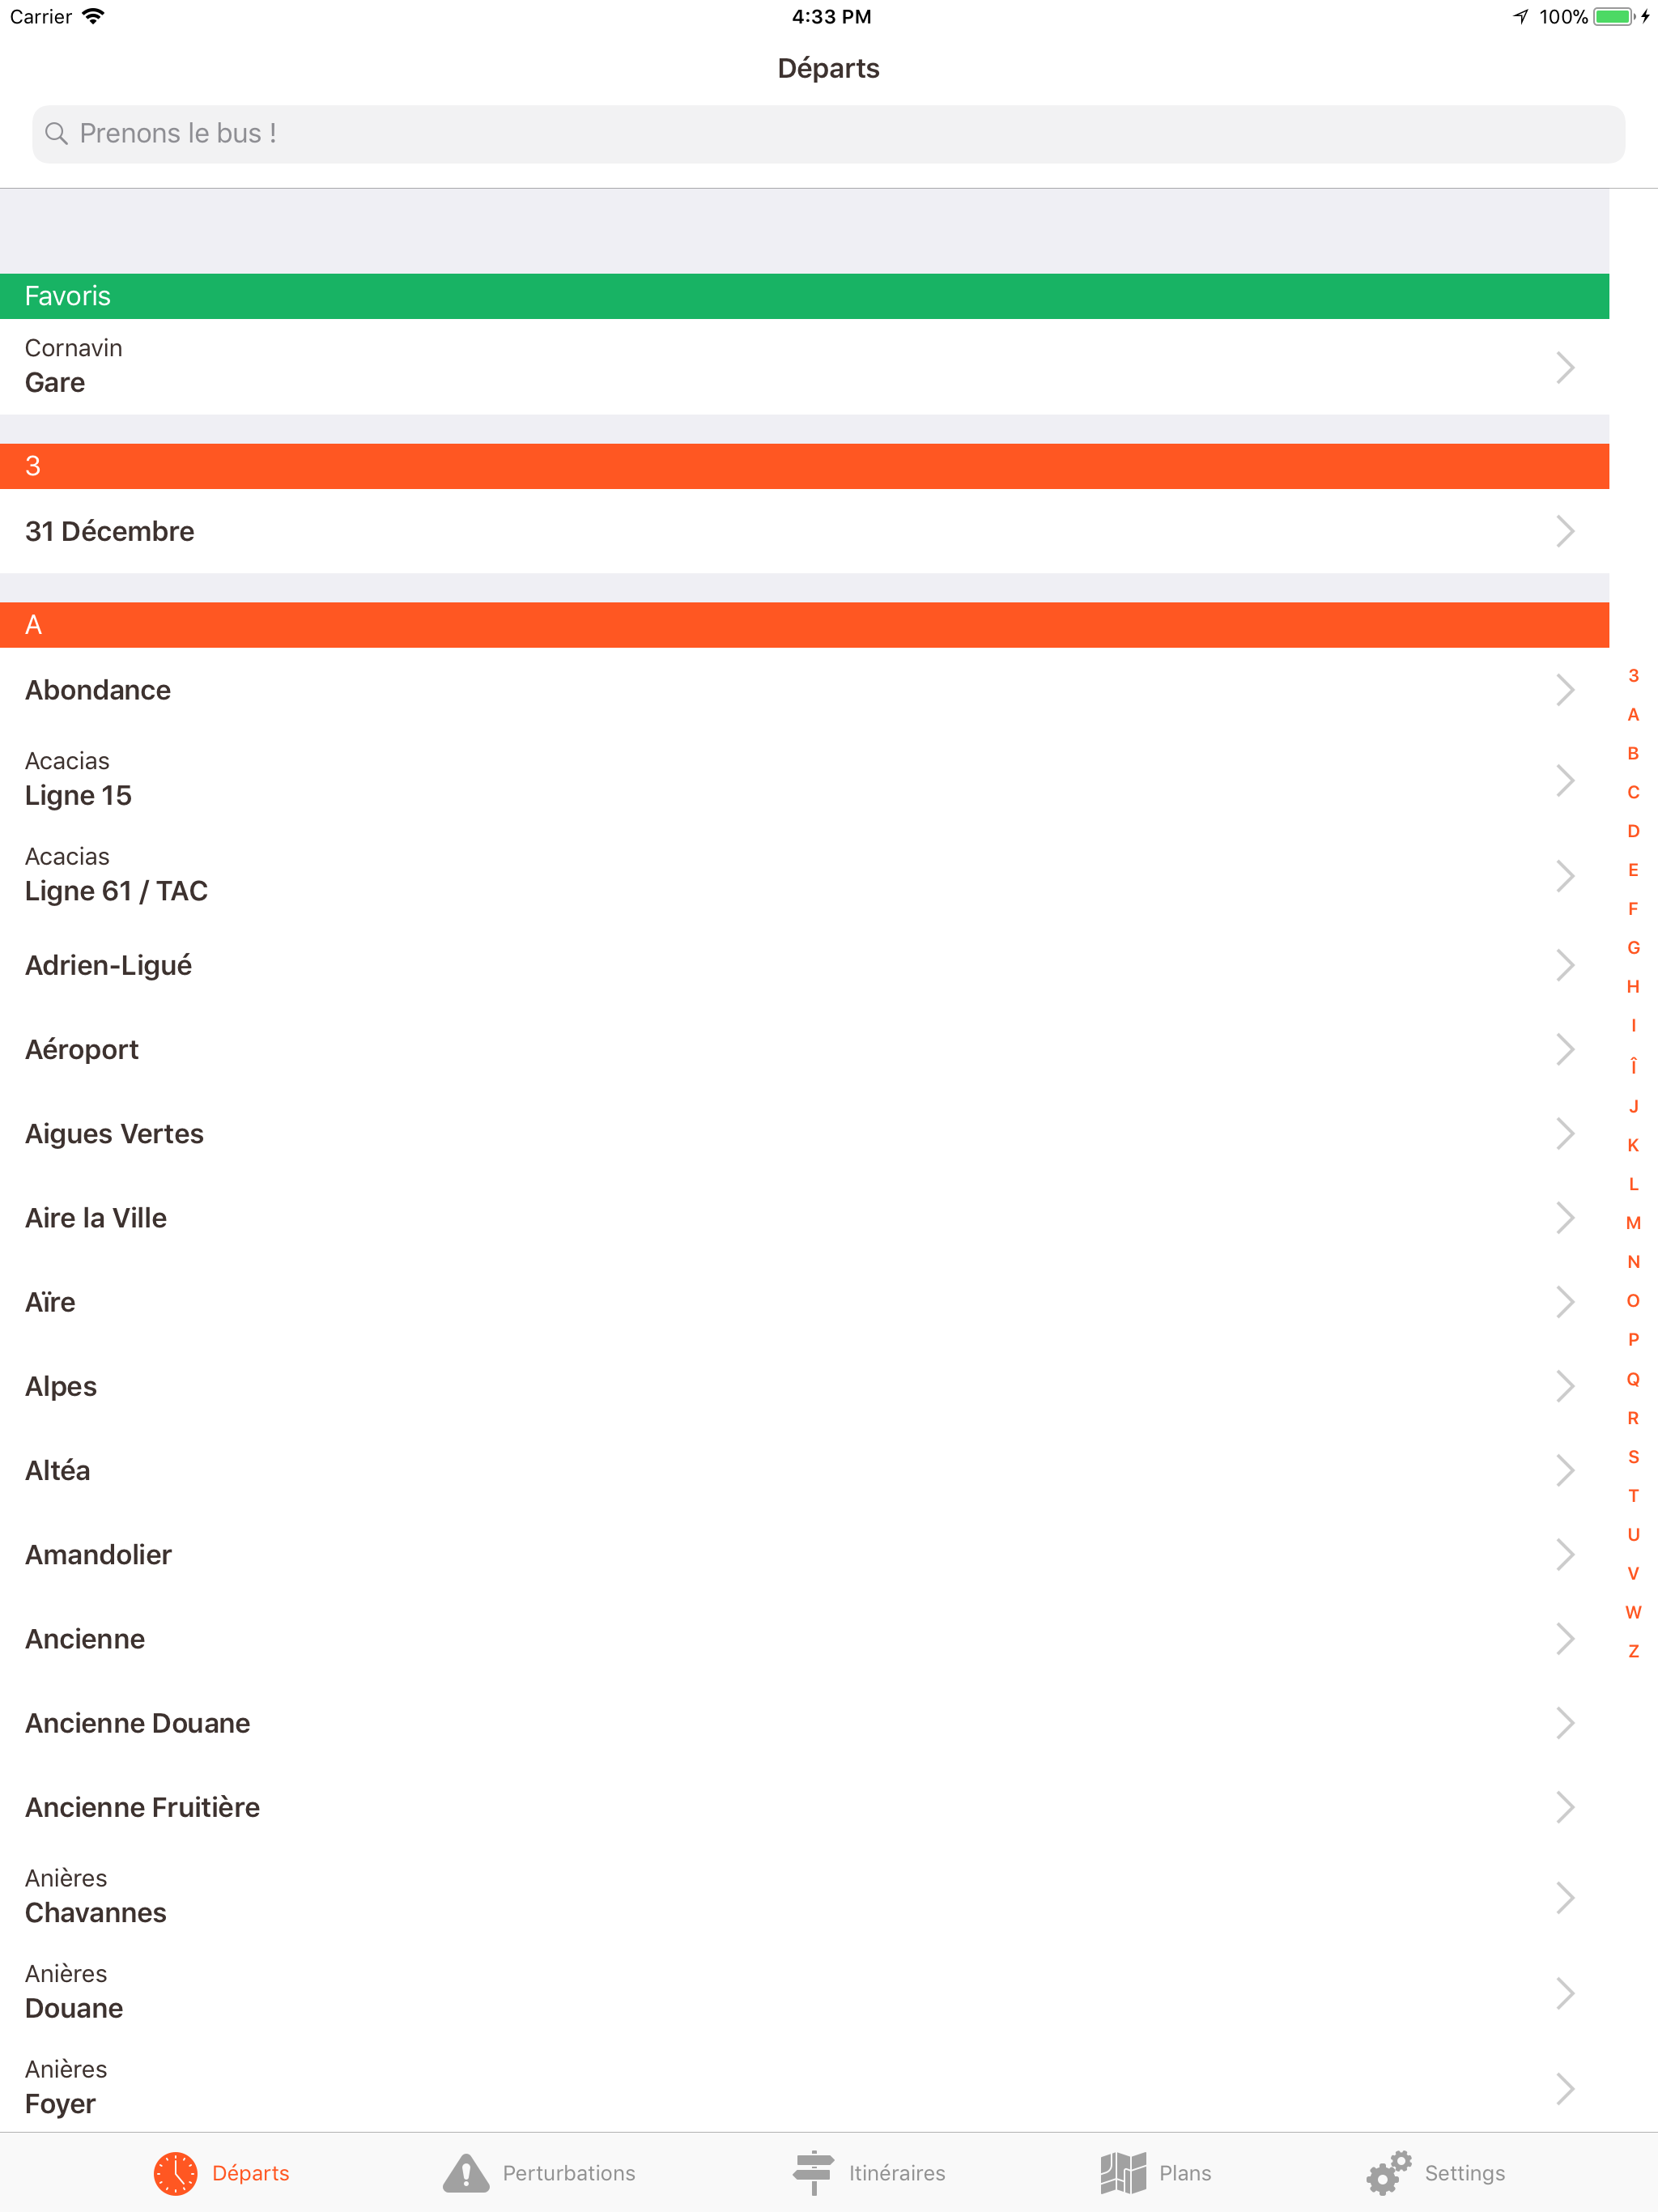 Carrier
4:33 PM
100%
Départs
Prenons le bus !
Favoris
Cornavin
Gare
3
31 Décembre
A
Abondance
Acacias
Ligne 15
Acacias
Ligne 61 / TAC
Adrien-Ligué
Aéroport
Aigues Vertes
Aire la Ville
Aïre
Alpes
Altéa
Amandolier
Ancienne
Ancienne Douane
Ancienne Fruitière
Anières
Chavannes
Anières
Douane
Anières
Foyer
3
A
B
C
D
E
F
G
H
I
Î
J
K
L
M
N
O
P
Q
R
S
T
U
V
W
Z
Départs
Perturbations
Itinéraires
Plans
Settings